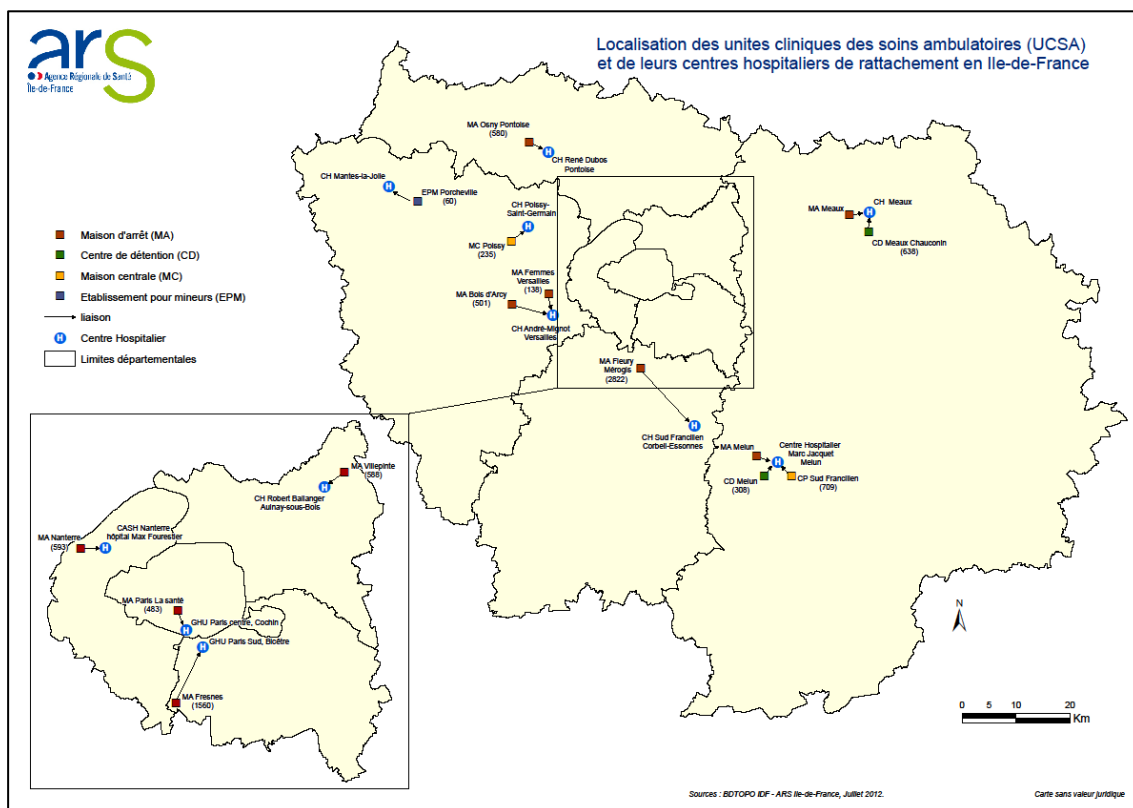 ars
Agence Régionale de Santé
Île-de-France
Localisation des unites cliniques des soins ambulatoires (UCSA)
et de leurs centres hospitaliers de rattachement en Ile-de-France
MA Osny Pontoise
(580)
CH René Dubos
Pontoise
CH Mantes-la-Jolie
EPM Porcheville
(60)
CH Poissy-
Saint-Germain
MC Poissy
(235)
MA Femmes
Versailles
(138)
MA Bois d'Arcy
(501)
CH André-Mignot
Versailles
MA Meaux
CH Meaux
CD Meaux Chauconin
(638)
Maison d'arrêt (MA)
Centre de détention (CD)
Maison centrale (MC)
Etablissement pour mineurs (EPM)
liaison
H Centre Hospitalier
Limites départementales
MA Fleury
Mérogis
(2822)
CH Sud Francilien
Corbeil-Essonnes
MA Melun
Centre Hospitalier
Marc Jacquet
Melun
CD Melun
(308)
CP Sud Francilien
(709)
MA Villepinte
(588)
CH Robert Ballanger
Aulnay-sous-Bois
CASH Nanterre
hôpital Max Fourestier
MA Nanterre
(593)
MA Paris La santé
(483)
GHU Paris centre, Cochin
GHU Paris Sud, Bicêtre
MA Fresnes
(1560)
N
0 5 10 20
Km
Sources : BDTOPO IDF - ARS Ile-de-France, Juillet 2012.
Carte sans valeur juridique